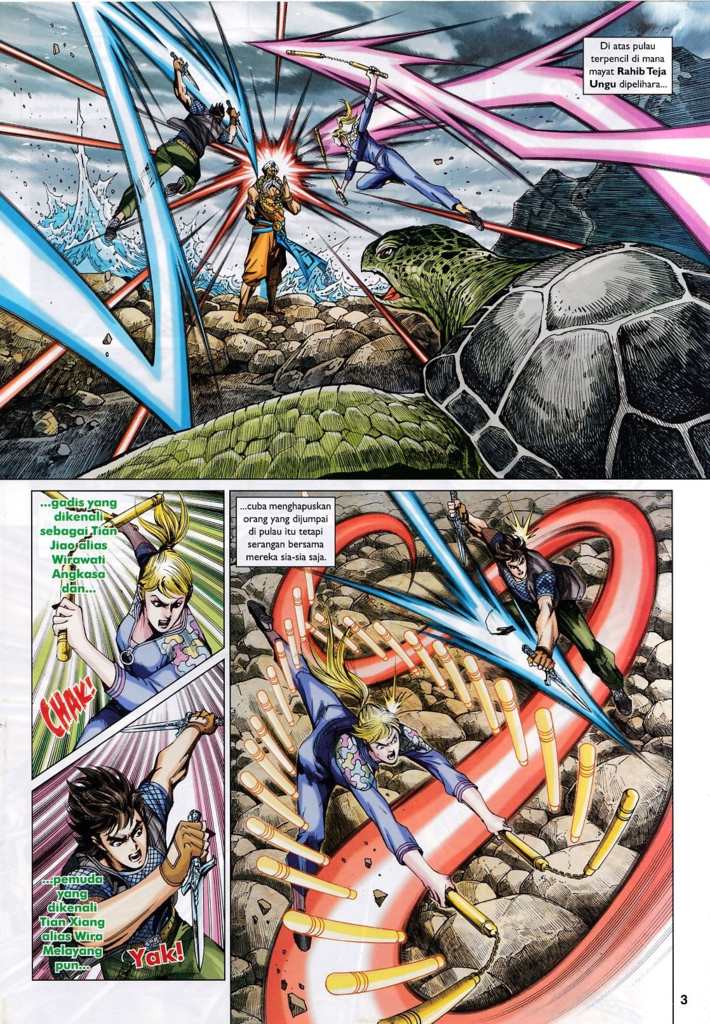 Di atas pulau
terpencil di mana
mayat Rahib Teja
Ungu dipelihara...
...gadis yang
dikenali
sebagai Tian
Jiao alias
Wirawati
Angkasa
dan...
CHAK!
...pemuda
yang
dikenali
Tian Xiang
alias Wira
Melayang
pun...
Yak!
...cuba menghapuskan
orang yang dijumpai
di pulau itu tetapi
serangan bersama
mereka sia-sia saja.
3